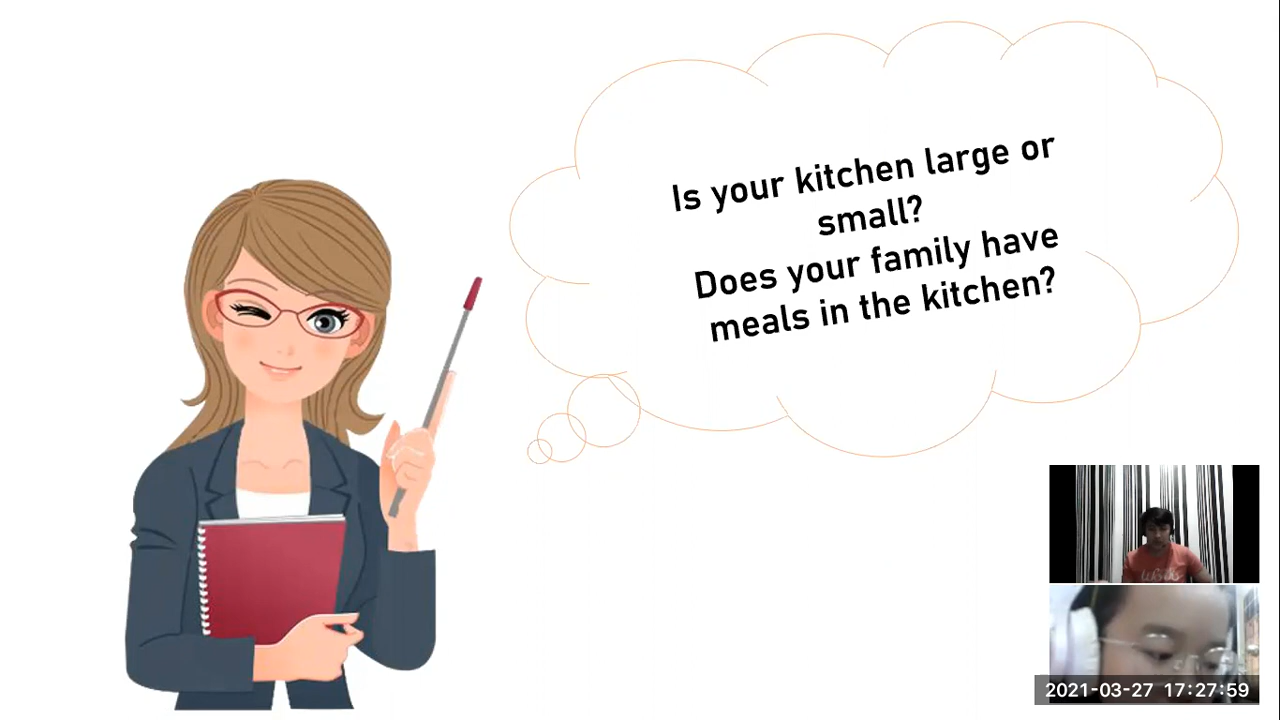 Is your kitchen large or
small?
Does your family have
meals in the kitchen?
2021-03-27 17:27:59